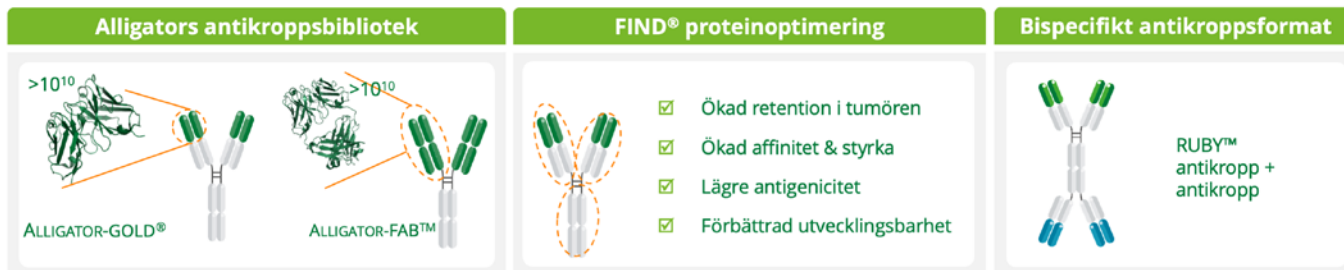 Alligators antikroppsbibliotek
>10¹⁰
>10¹⁰
ALLIGATOR-GOLD®
ALLIGATOR-FAB™
FIND® proteinoptimering
☑ Ökad retention i tumören
☑ Ökad affinitet & styrka
☑ Lägre antigenicitet
☑ Förbättrad utvecklingsbarhet
Bispecifikt antikroppsformat
RUBY™
antikropp +
antikropp